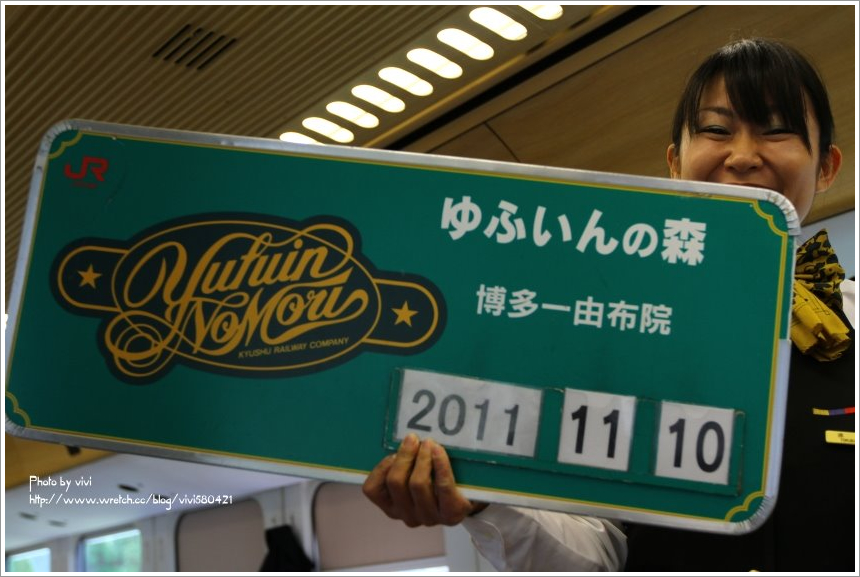 JR
ゆふいんの森
Yufuin
NoMori
KYUSHU RAILWAY COMPANY
博多ー由布院
2011 11 10
Photo by vivi
http://www.wretch.cc/blog/vivi580421